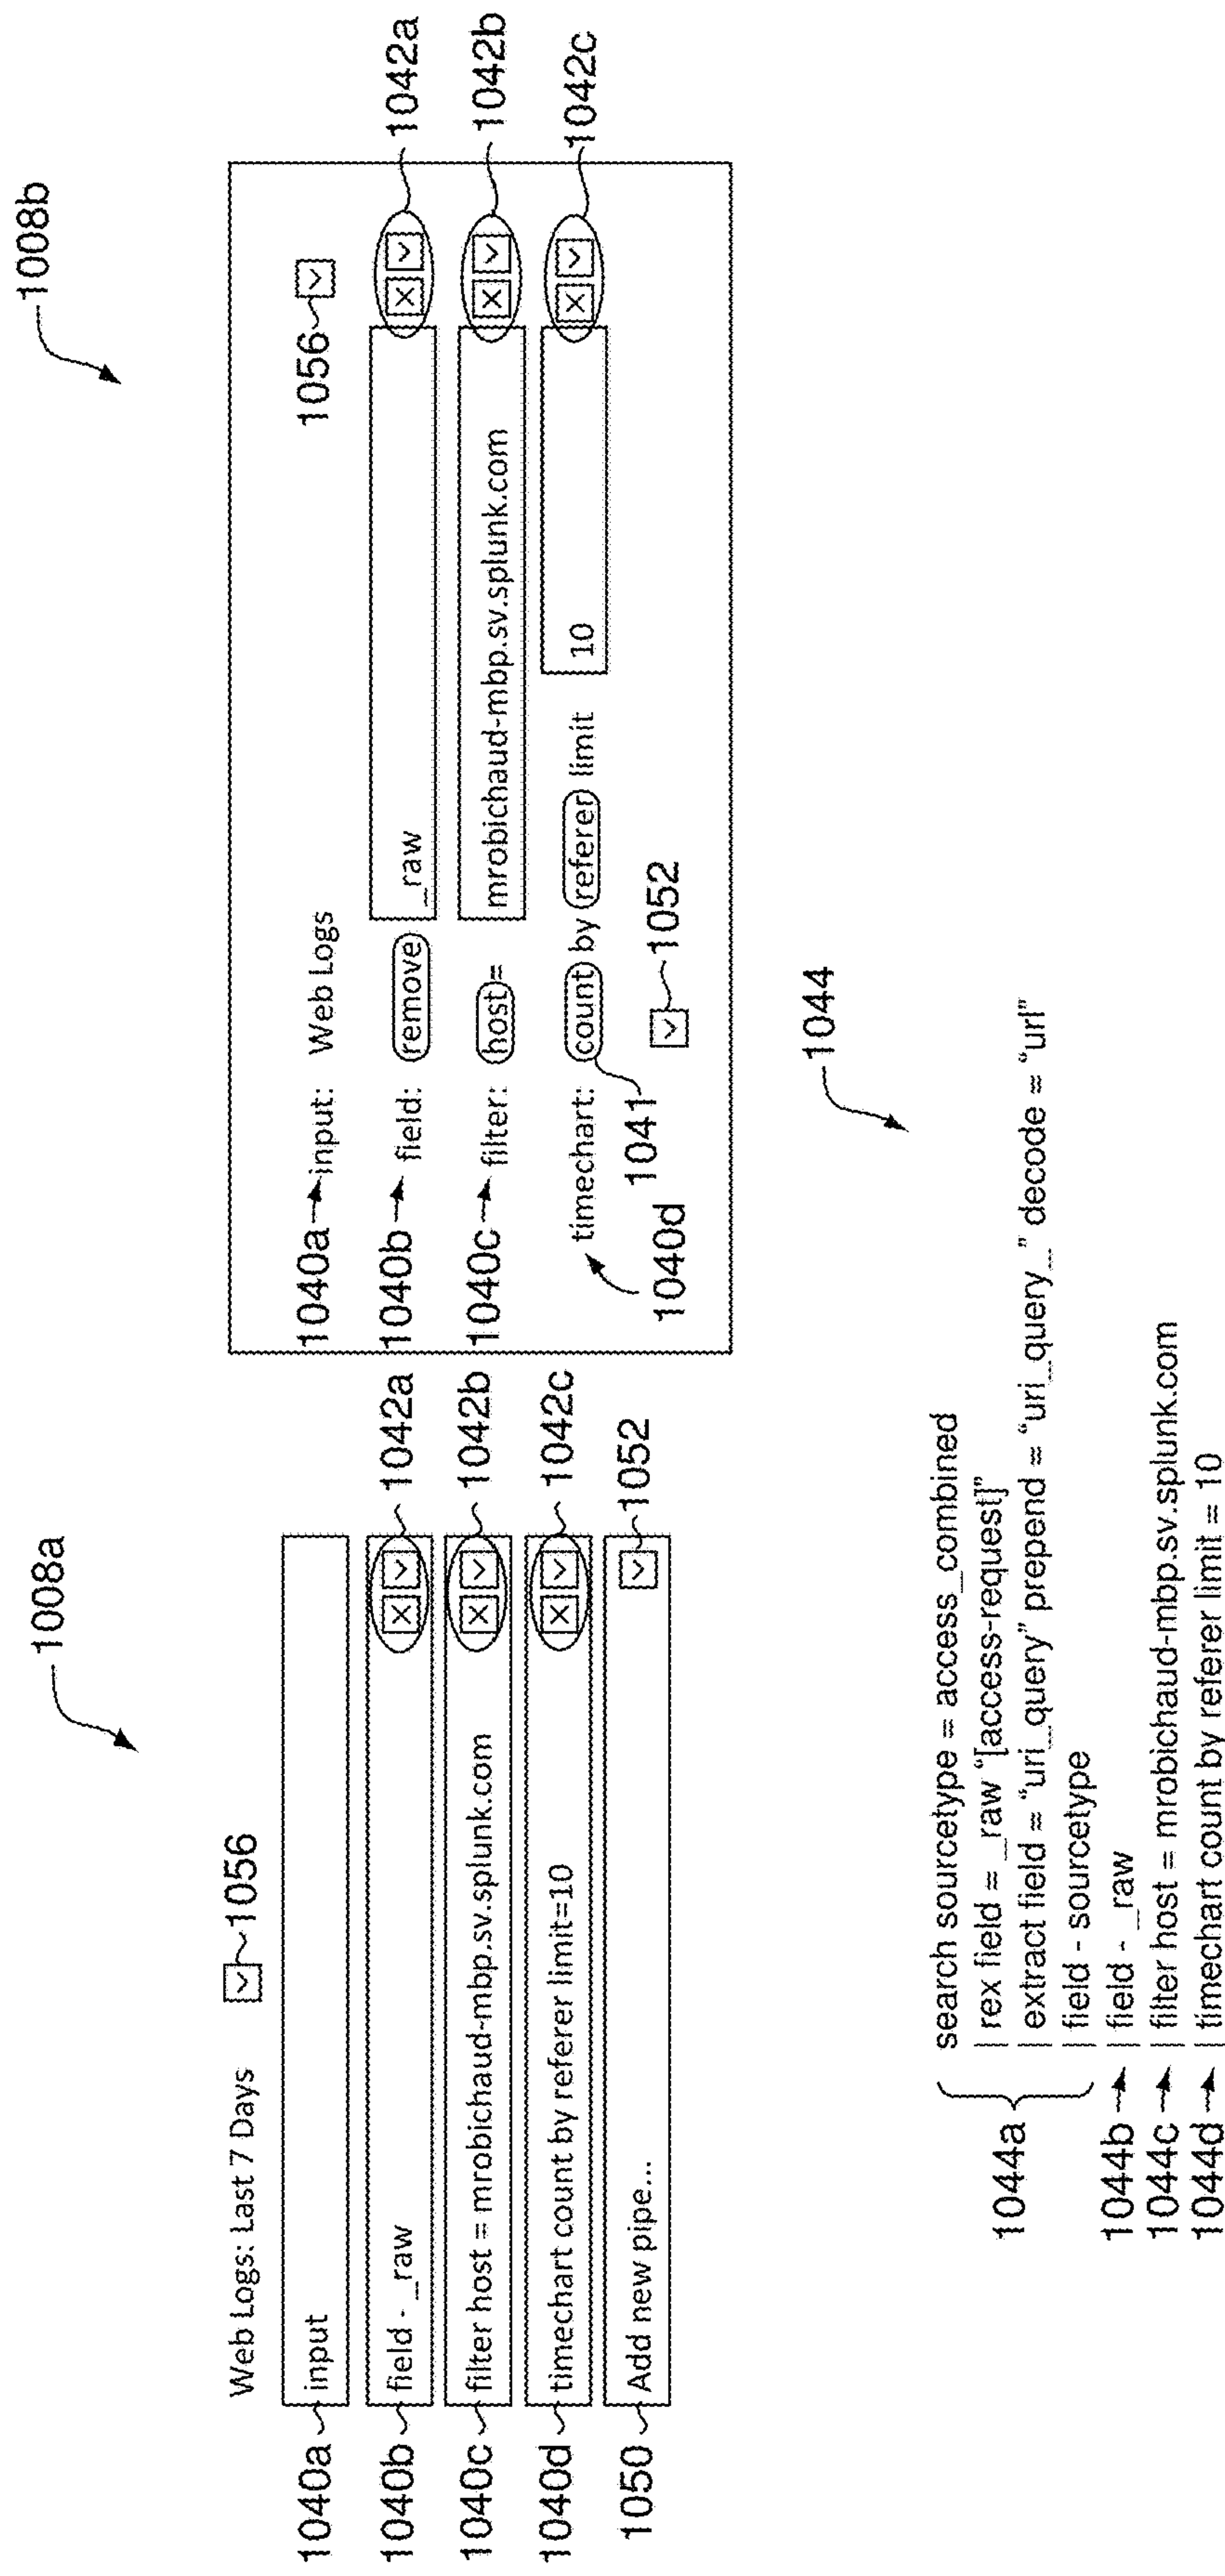 1008a
Web Logs: Last 7 Days 1056
1040a input
1040b field - _raw 1042a
1040c filter host = mrobichaud-mbp.sv.splunk.com 1042b
1040d timechart count by referer limit=10 1042c
1050 Add new pipe... 1052
1008b
1056
1040a input: Web Logs
1040b field: remove _raw 1042a
1040c filter: host = mrobichaud-mbp.sv.splunk.com 1042b
timechart: count by referer limit 10 1042c
1040d 1041 1052
1044
search sourcetype = access_combined
| rex field = _raw "[access-request]"
| extract field = "uri_query" prepend = "uri_query_" decode = "url"
| field - sourcetype
1044a
1044b | field - _raw
1044c | filter host = mrobichaud-mbp.sv.splunk.com
1044d | timechart count by referer limit = 10